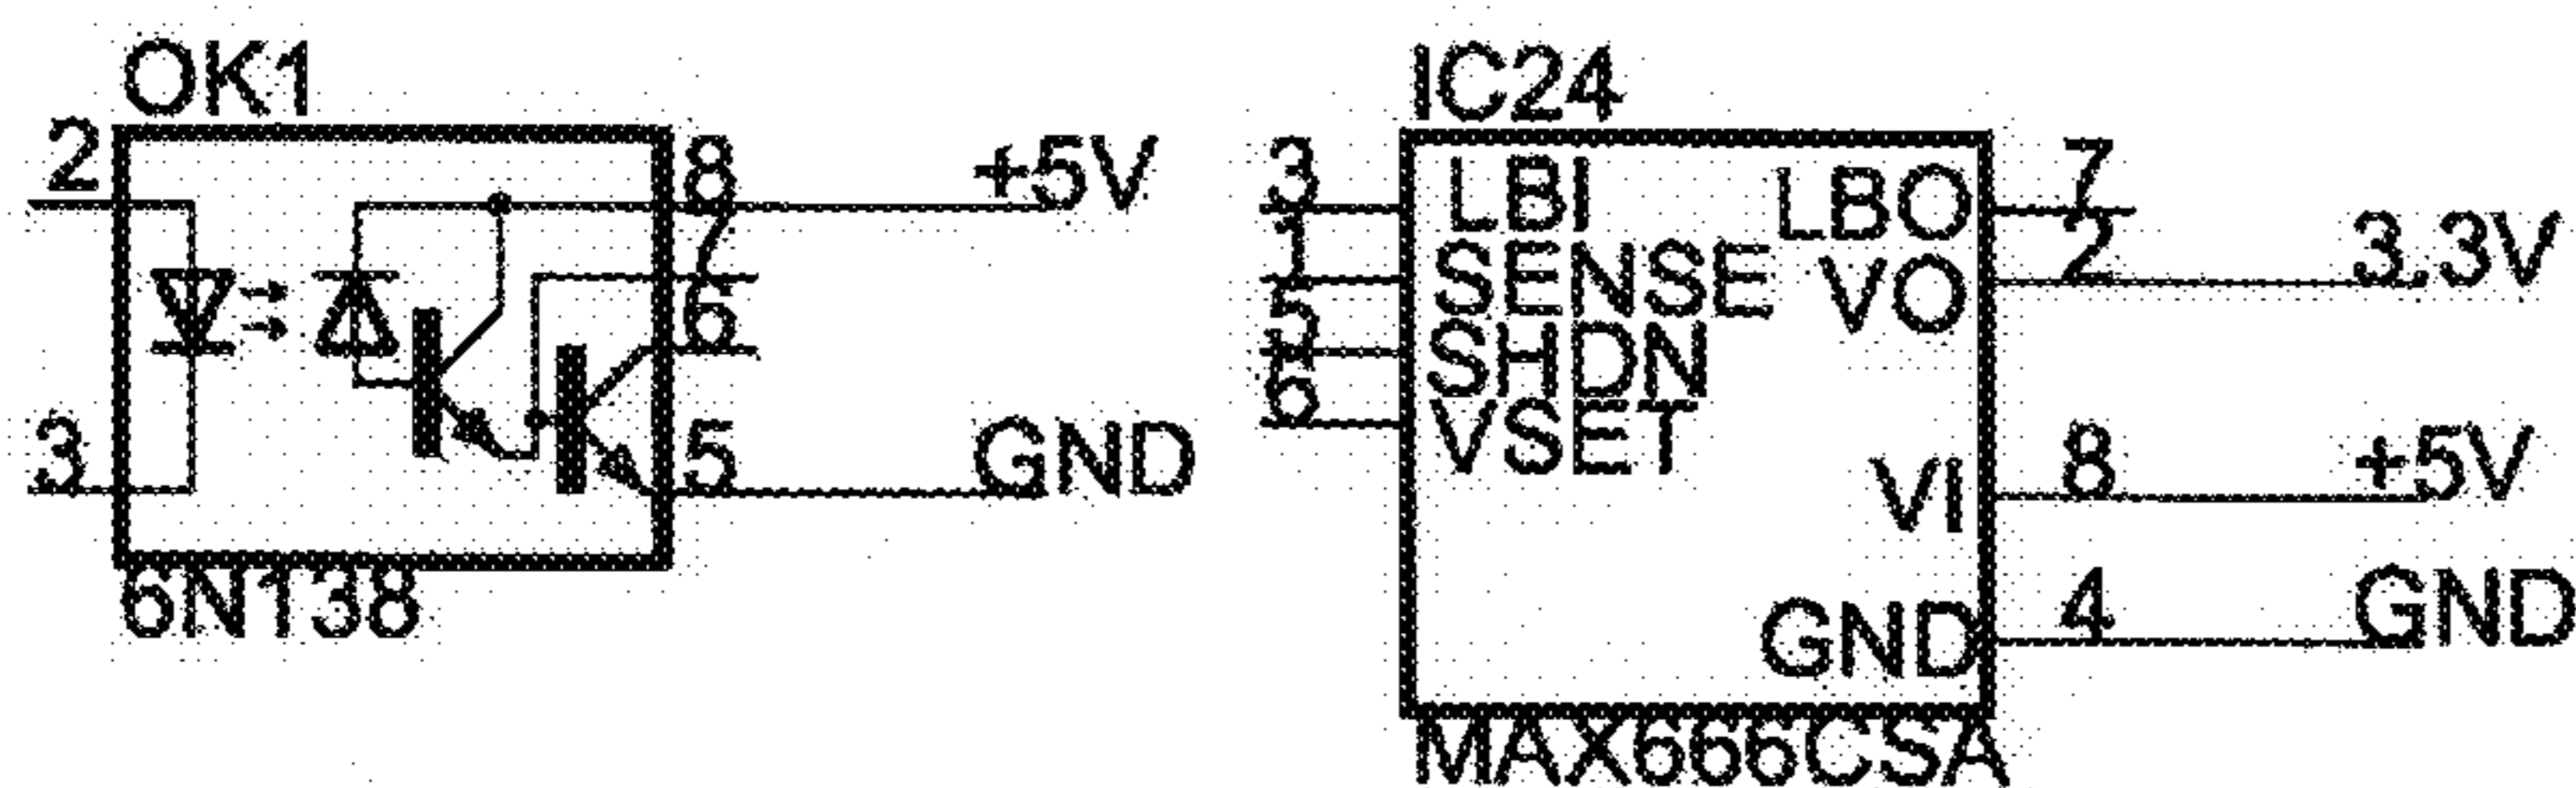 OK1
2
8
+5V
7
6
3
5
GND
6N138
IC24
3
LBI
LBO
7
1
SENSE
VO
2
3.3V
5
SHDN
6
VSET
VI
8
+5V
GND
4
GND
MAX666CSA